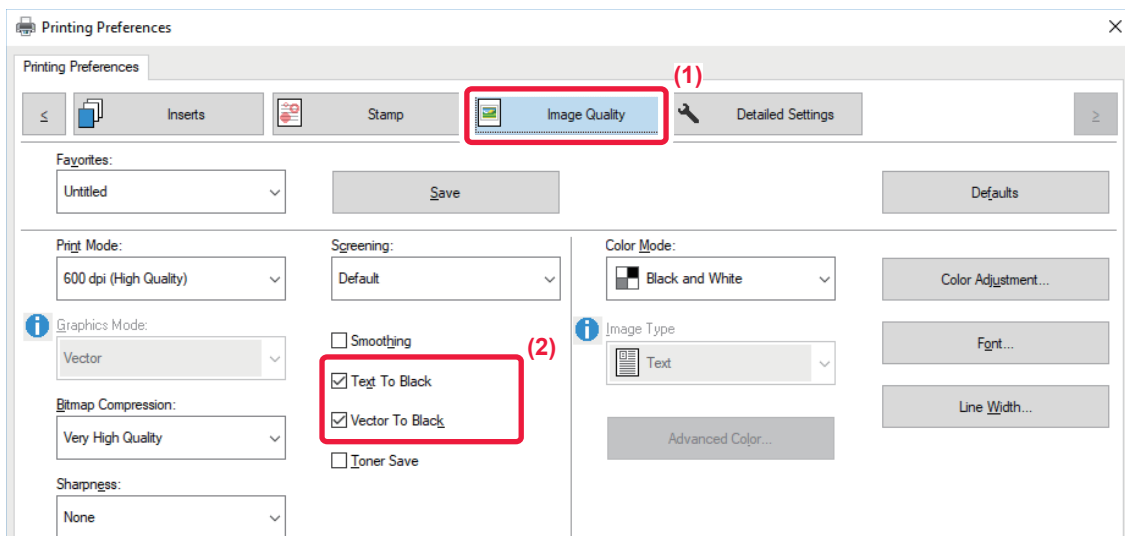 Printing Preferences
Printing Preferences
(1)
≤ Inserts Stamp Image Quality Detailed Settings ≥
Favorites:
Untitled Save Defaults
Print Mode: Screening: Color Mode:
600 dpi (High Quality) Default Black and White Color Adjustment...
Graphics Mode: Smoothing (2) Image Type
Vector Text To Black Text Font...
Bitmap Compression: Vector To Black Line Width...
Very High Quality Toner Save Advanced Color...
Sharpness:
None